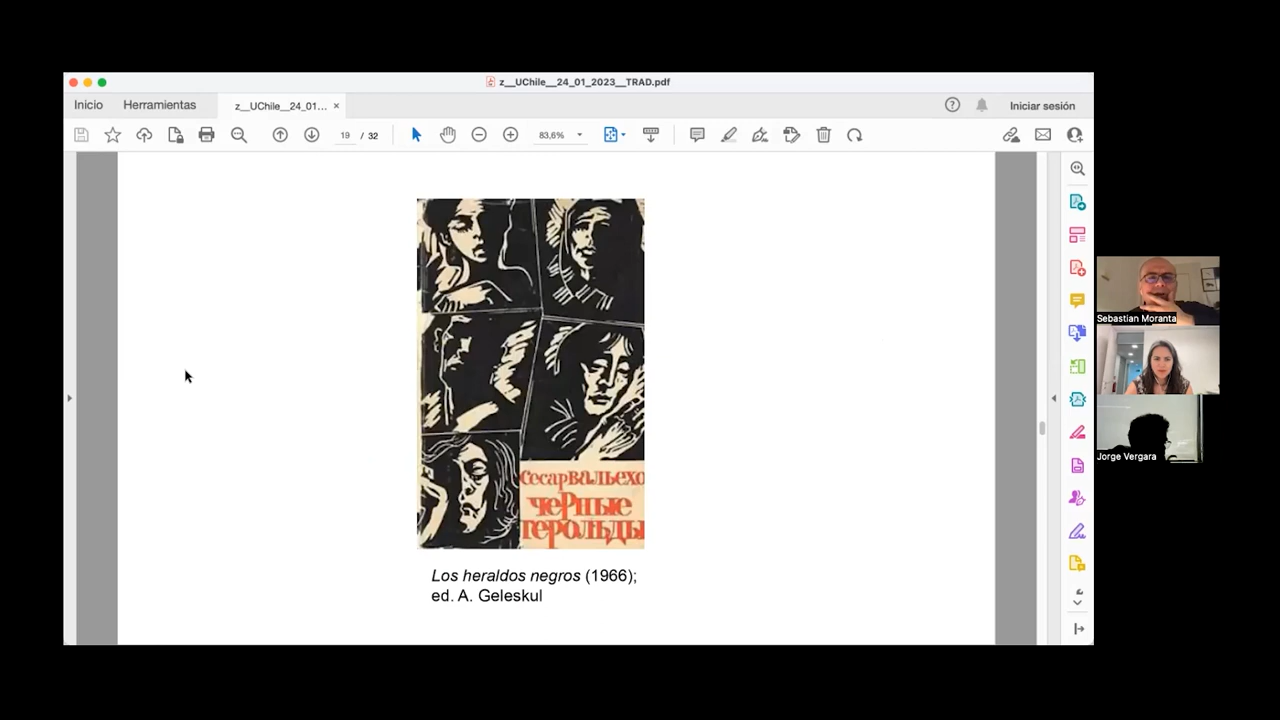 z__UChile__24_01_2023__TRAD.pdf
Inicio
Herramientas
z__UChile__24_01... ×
Iniciar sesión
19 / 32
83,6%
Сесар Вальехо
Черные
герольды
Los heraldos negros (1966);
ed. A. Geleskul
Sebastian Moranta
Jorge Vergara